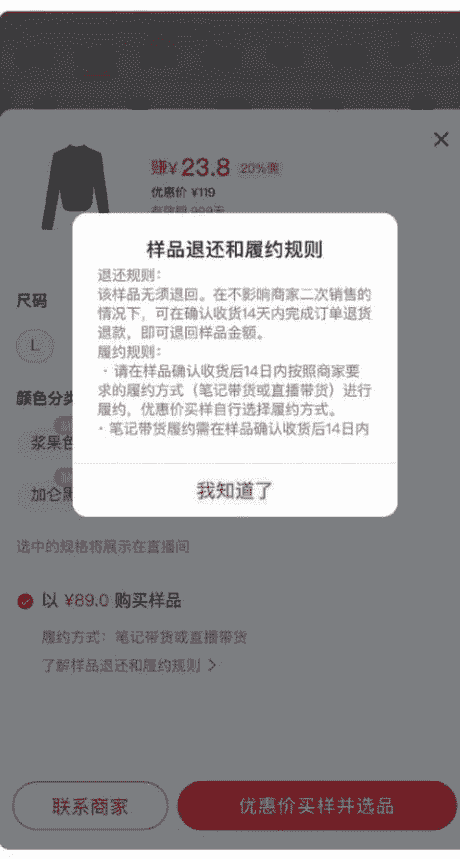 赚¥ 23.8 20%佣
优惠价 ¥119
样品退还和履约规则
退还规则：
该样品无须退回。在不影响商家二次销售的
情况下，可在确认收货14天内完成订单退货
退款，即可退回样品金额。
履约规则：
· 请在样品确认收货后14日内按照商家要
求的履约方式（笔记带货或直播带货）进行
履约，优惠价买样自行选择履约方式。
· 笔记带货履约需在样品确认收货后14日内
我知道了
尺码
L
颜色分类
浆果色
加仑黑
选中的规格将展示在直播间
以 ¥89.0 购买样品
履约方式：笔记带货或直播带货
了解样品退还和履约规则 >
联系商家
优惠价买样并选品